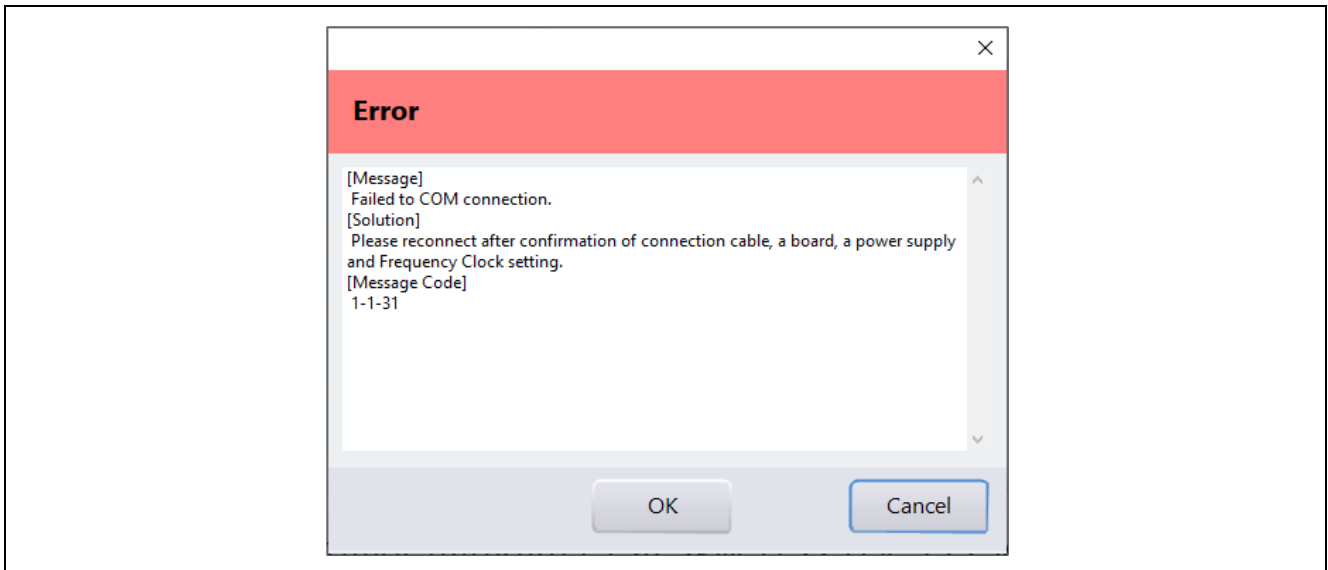 Error
[Message]
Failed to COM connection.
[Solution]
Please reconnect after confirmation of connection cable, a board, a power supply
and Frequency Clock setting.
[Message Code]
1-1-31
OK
Cancel